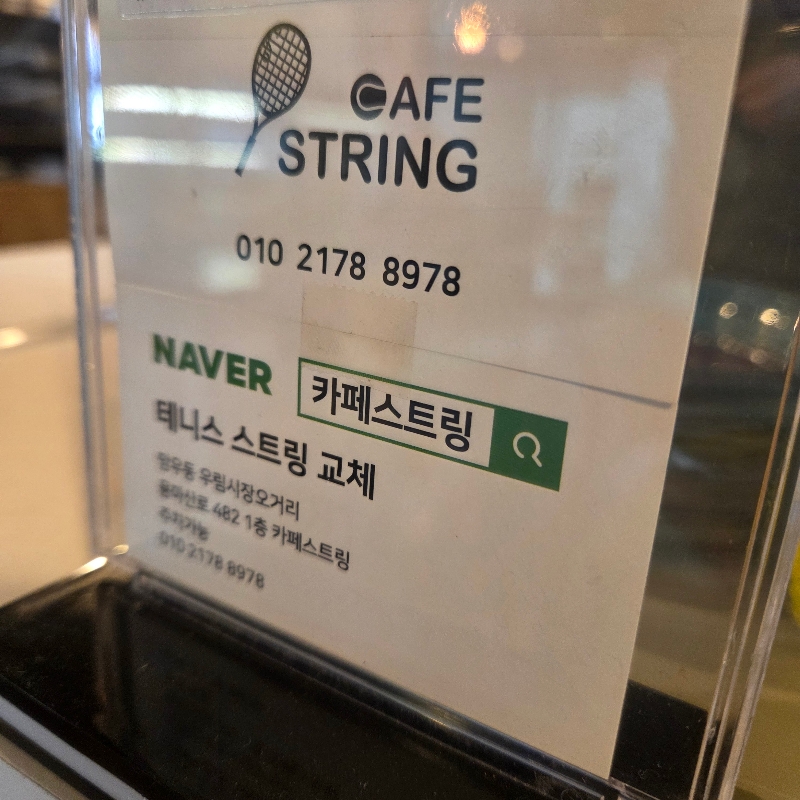 CAFE
STRING
010 2178 8978
NAVER 카페스트링
테니스 스트링 교체
망우동 우림시장오거리
용마산로 482 1층 카페스트링
주차가능
010 2178 8978